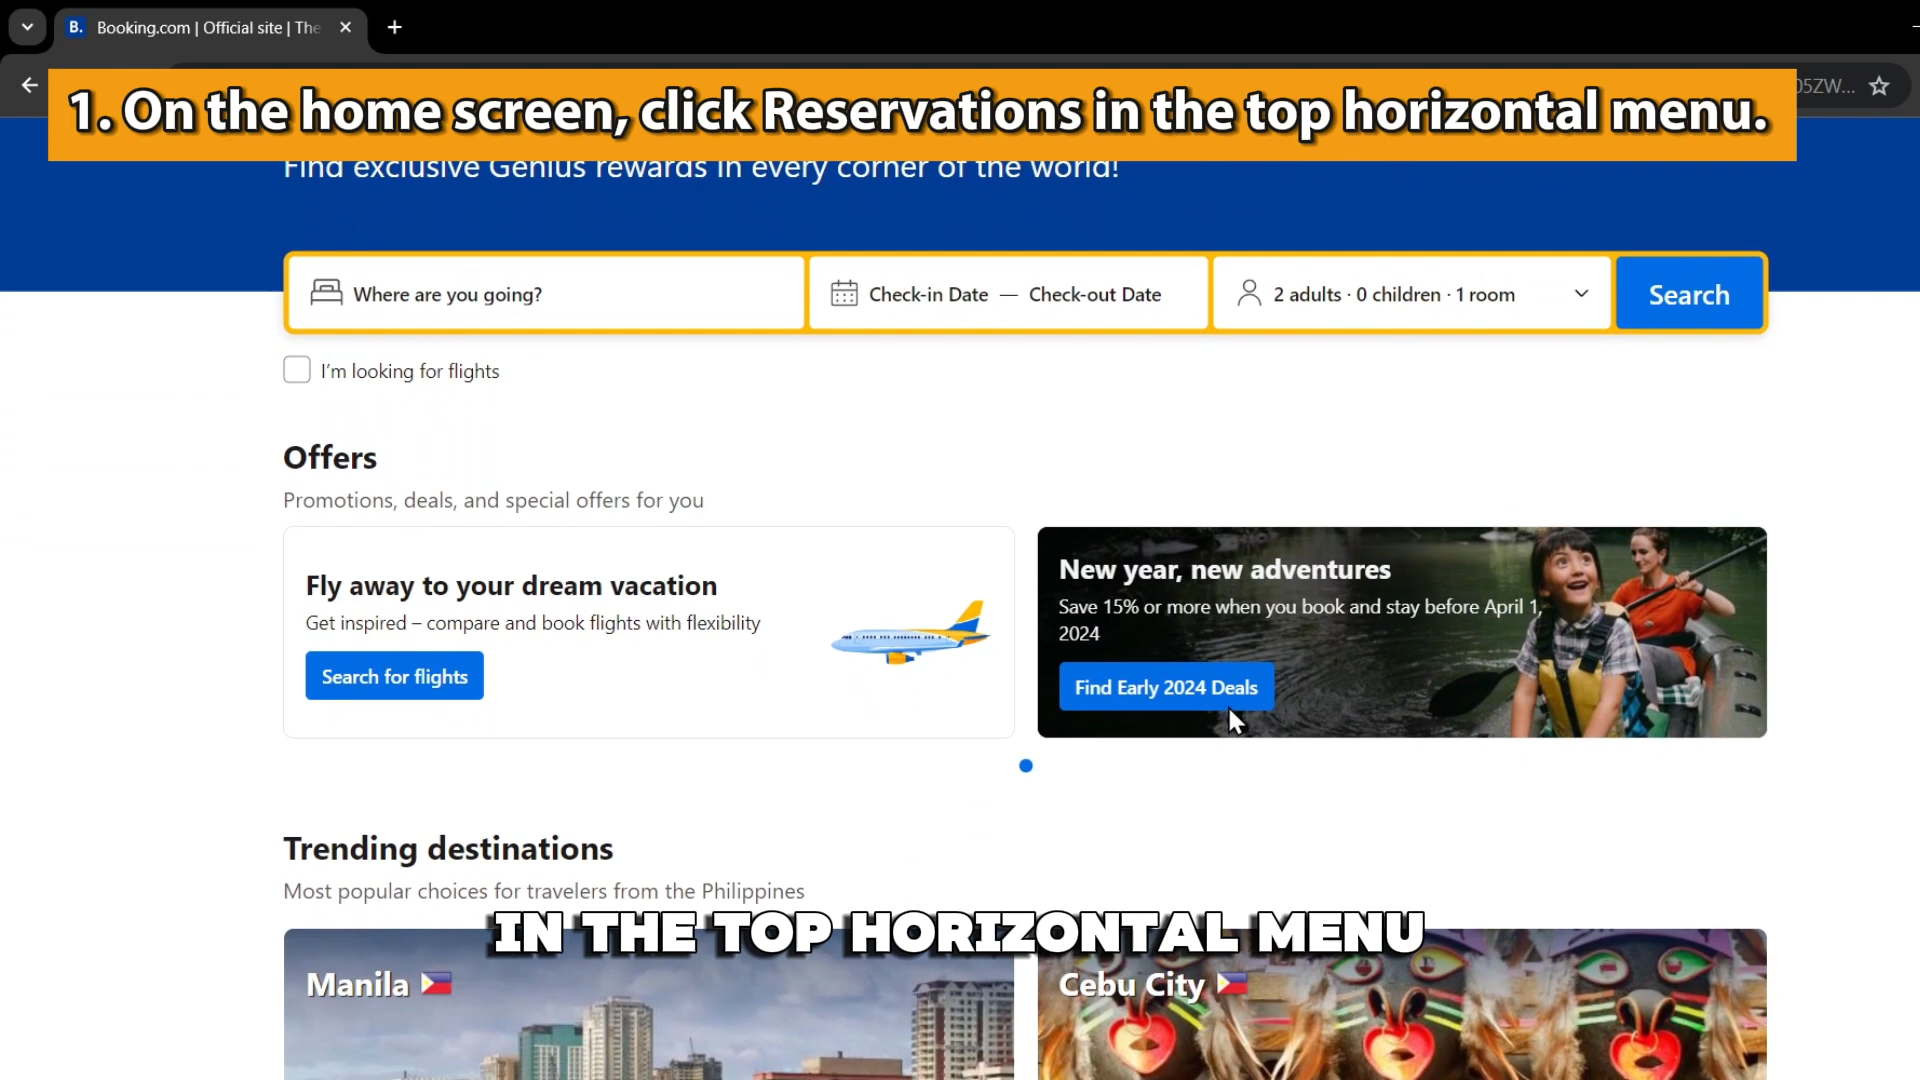 B. Booking.com | Official site | The
1. On the home screen, click Reservations in the top horizontal menu.
05ZW...
Find exclusive Genius rewards in every corner of the world!
Where are you going?
Check-in Date — Check-out Date
2 adults · 0 children · 1 room
Search
I'm looking for flights
Offers
Promotions, deals, and special offers for you
Fly away to your dream vacation
Get inspired – compare and book flights with flexibility
Search for flights
New year, new adventures
Save 15% or more when you book and stay before April 1,
2024
Find Early 2024 Deals
Trending destinations
Most popular choices for travelers from the Philippines
IN THE TOP HORIZONTAL MENU
Manila
Cebu City